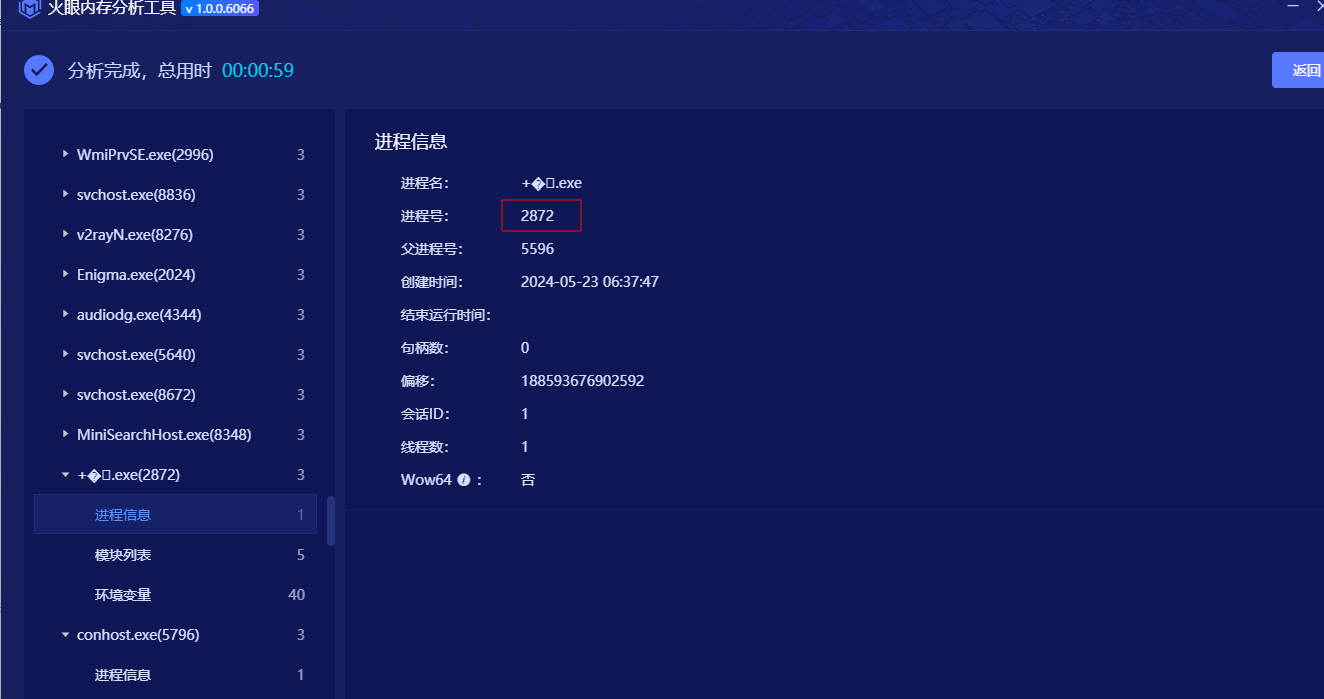 火眼内存分析工具 v 1.0.0.6066
分析完成，总用时 00:00:59
返回
WmiPrvSE.exe(2996) 3
svchost.exe(8836) 3
v2rayN.exe(8276) 3
Enigma.exe(2024) 3
audiodg.exe(4344) 3
svchost.exe(5640) 3
svchost.exe(8672) 3
MiniSearchHost.exe(8348) 3
+�.exe(2872) 3
进程信息 1
模块列表 5
环境变量 40
conhost.exe(5796) 3
进程信息 1
进程信息
进程名： +�.exe
进程号： 2872
父进程号： 5596
创建时间： 2024-05-23 06:37:47
结束运行时间：
句柄数： 0
偏移： 188593676902592
会话ID： 1
线程数： 1
Wow64 ： 否